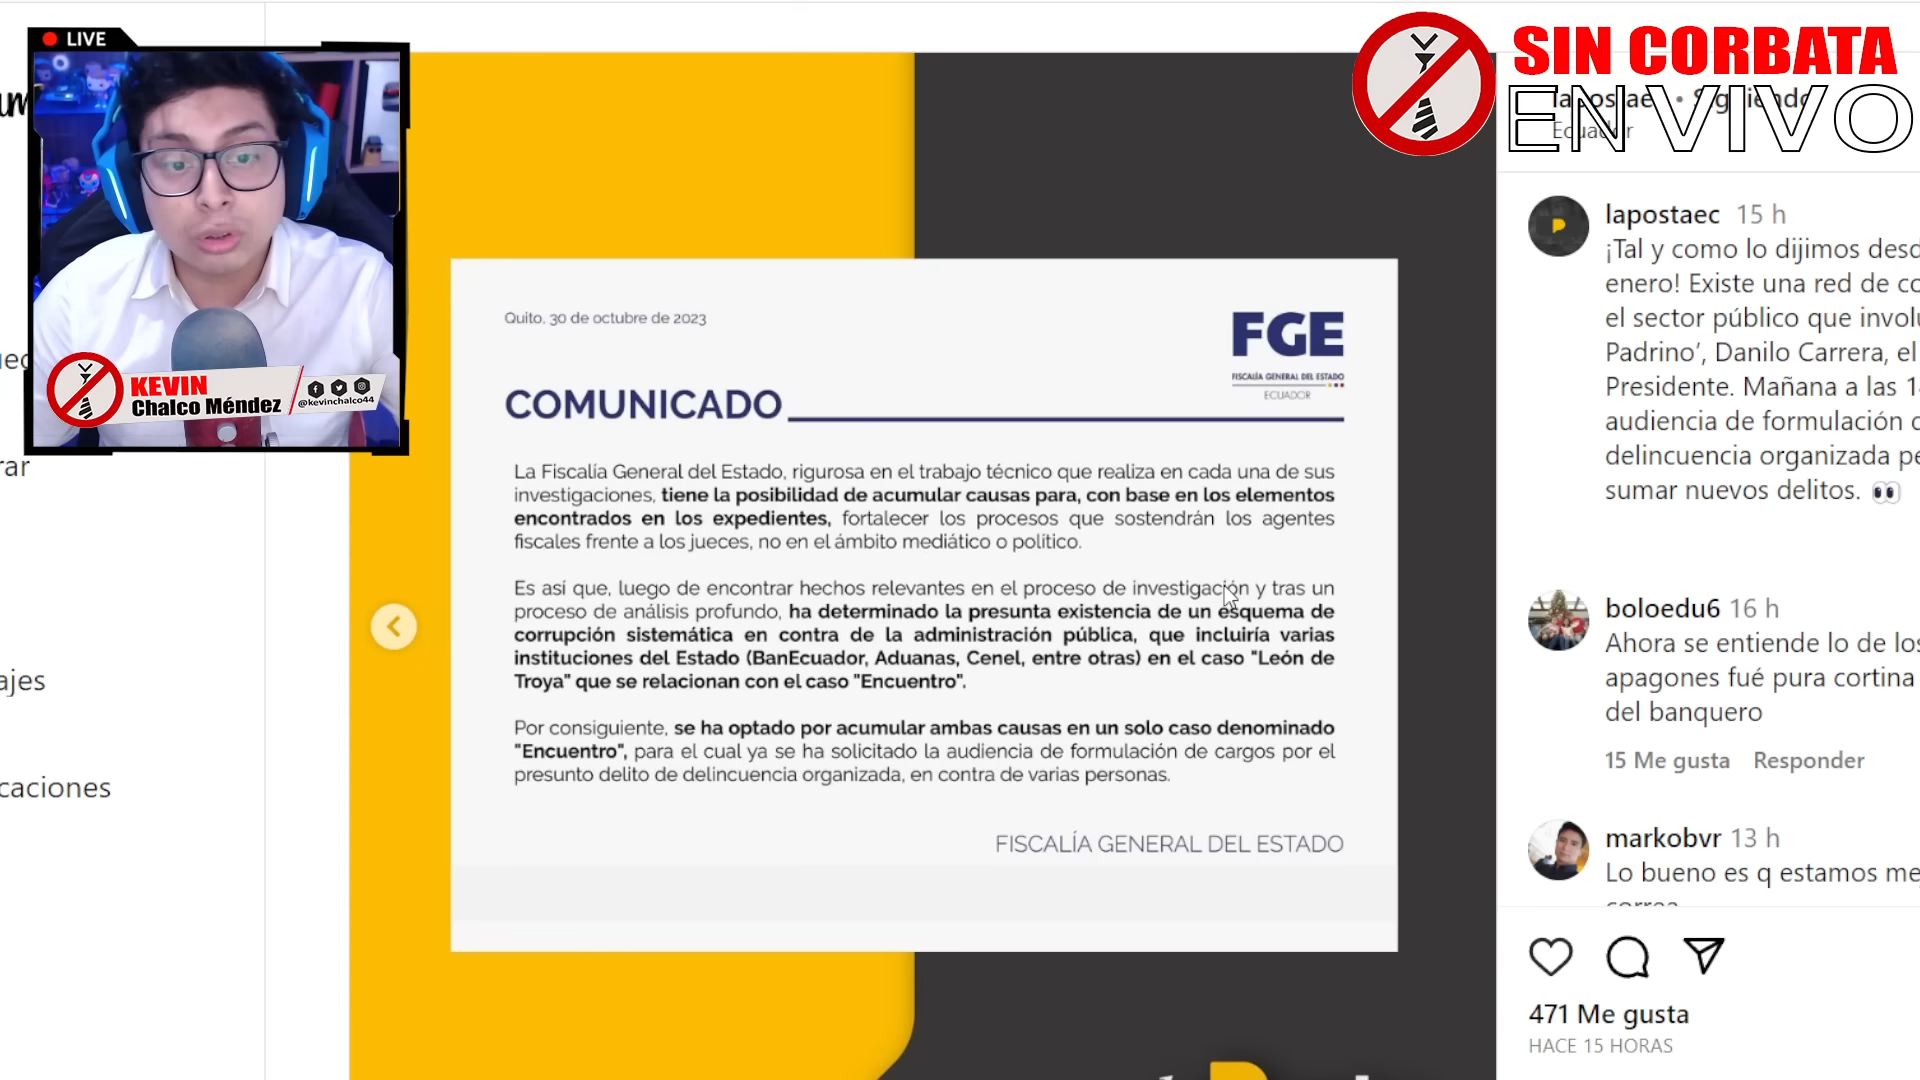 LIVE
KEVIN
Chalco Méndez
@kevinchalco44
SIN CORBATA
EN VIVO
Ecuador
rar
ajes
caciones
Quito, 30 de octubre de 2023
FGE
FISCALÍA GENERAL DEL ESTADO
ECUADOR
COMUNICADO
La Fiscalía General del Estado, rigurosa en el trabajo técnico que realiza en cada una de sus
investigaciones, tiene la posibilidad de acumular causas para, con base en los elementos
encontrados en los expedientes, fortalecer los procesos que sostendrán los agentes
fiscales frente a los jueces, no en el ámbito mediático o político.
Es así que, luego de encontrar hechos relevantes en el proceso de investigación y tras un
proceso de análisis profundo, ha determinado la presunta existencia de un esquema de
corrupción sistemática en contra de la administración pública, que incluiría varias
instituciones del Estado (BanEcuador, Aduanas, Cenel, entre otras) en el caso "León de
Troya" que se relacionan con el caso "Encuentro".
Por consiguiente, se ha optado por acumular ambas causas en un solo caso denominado
"Encuentro", para el cual ya se ha solicitado la audiencia de formulación de cargos por el
presunto delito de delincuencia organizada, en contra de varias personas.
FISCALÍA GENERAL DEL ESTADO
lapostaec 15 h
¡Tal y como lo dijimos desd
enero! Existe una red de co
el sector público que involu
Padrino', Danilo Carrera, el
Presidente. Mañana a las 1
audiencia de formulación
delincuencia organizada pe
sumar nuevos delitos. 👀
boloedu6 16 h
Ahora se entiende lo de los
apagones fué pura cortina
del banquero
15 Me gusta Responder
markobvr 13 h
Lo bueno es q estamos me
471 Me gusta
HACE 15 HORAS